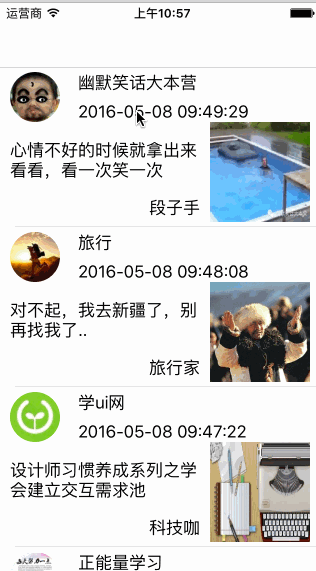 运营商 上午10:57
幽默笑话大本营
2016-05-08 09:49:29
心情不好的时候就拿出来
看看，看一次笑一次
段子手
旅行
2016-05-08 09:48:08
对不起，我去新疆了，别
再找我了..
旅行家
学ui网
2016-05-08 09:47:22
设计师习惯养成系列之学
会建立交互需求池
科技咖
正能量学习